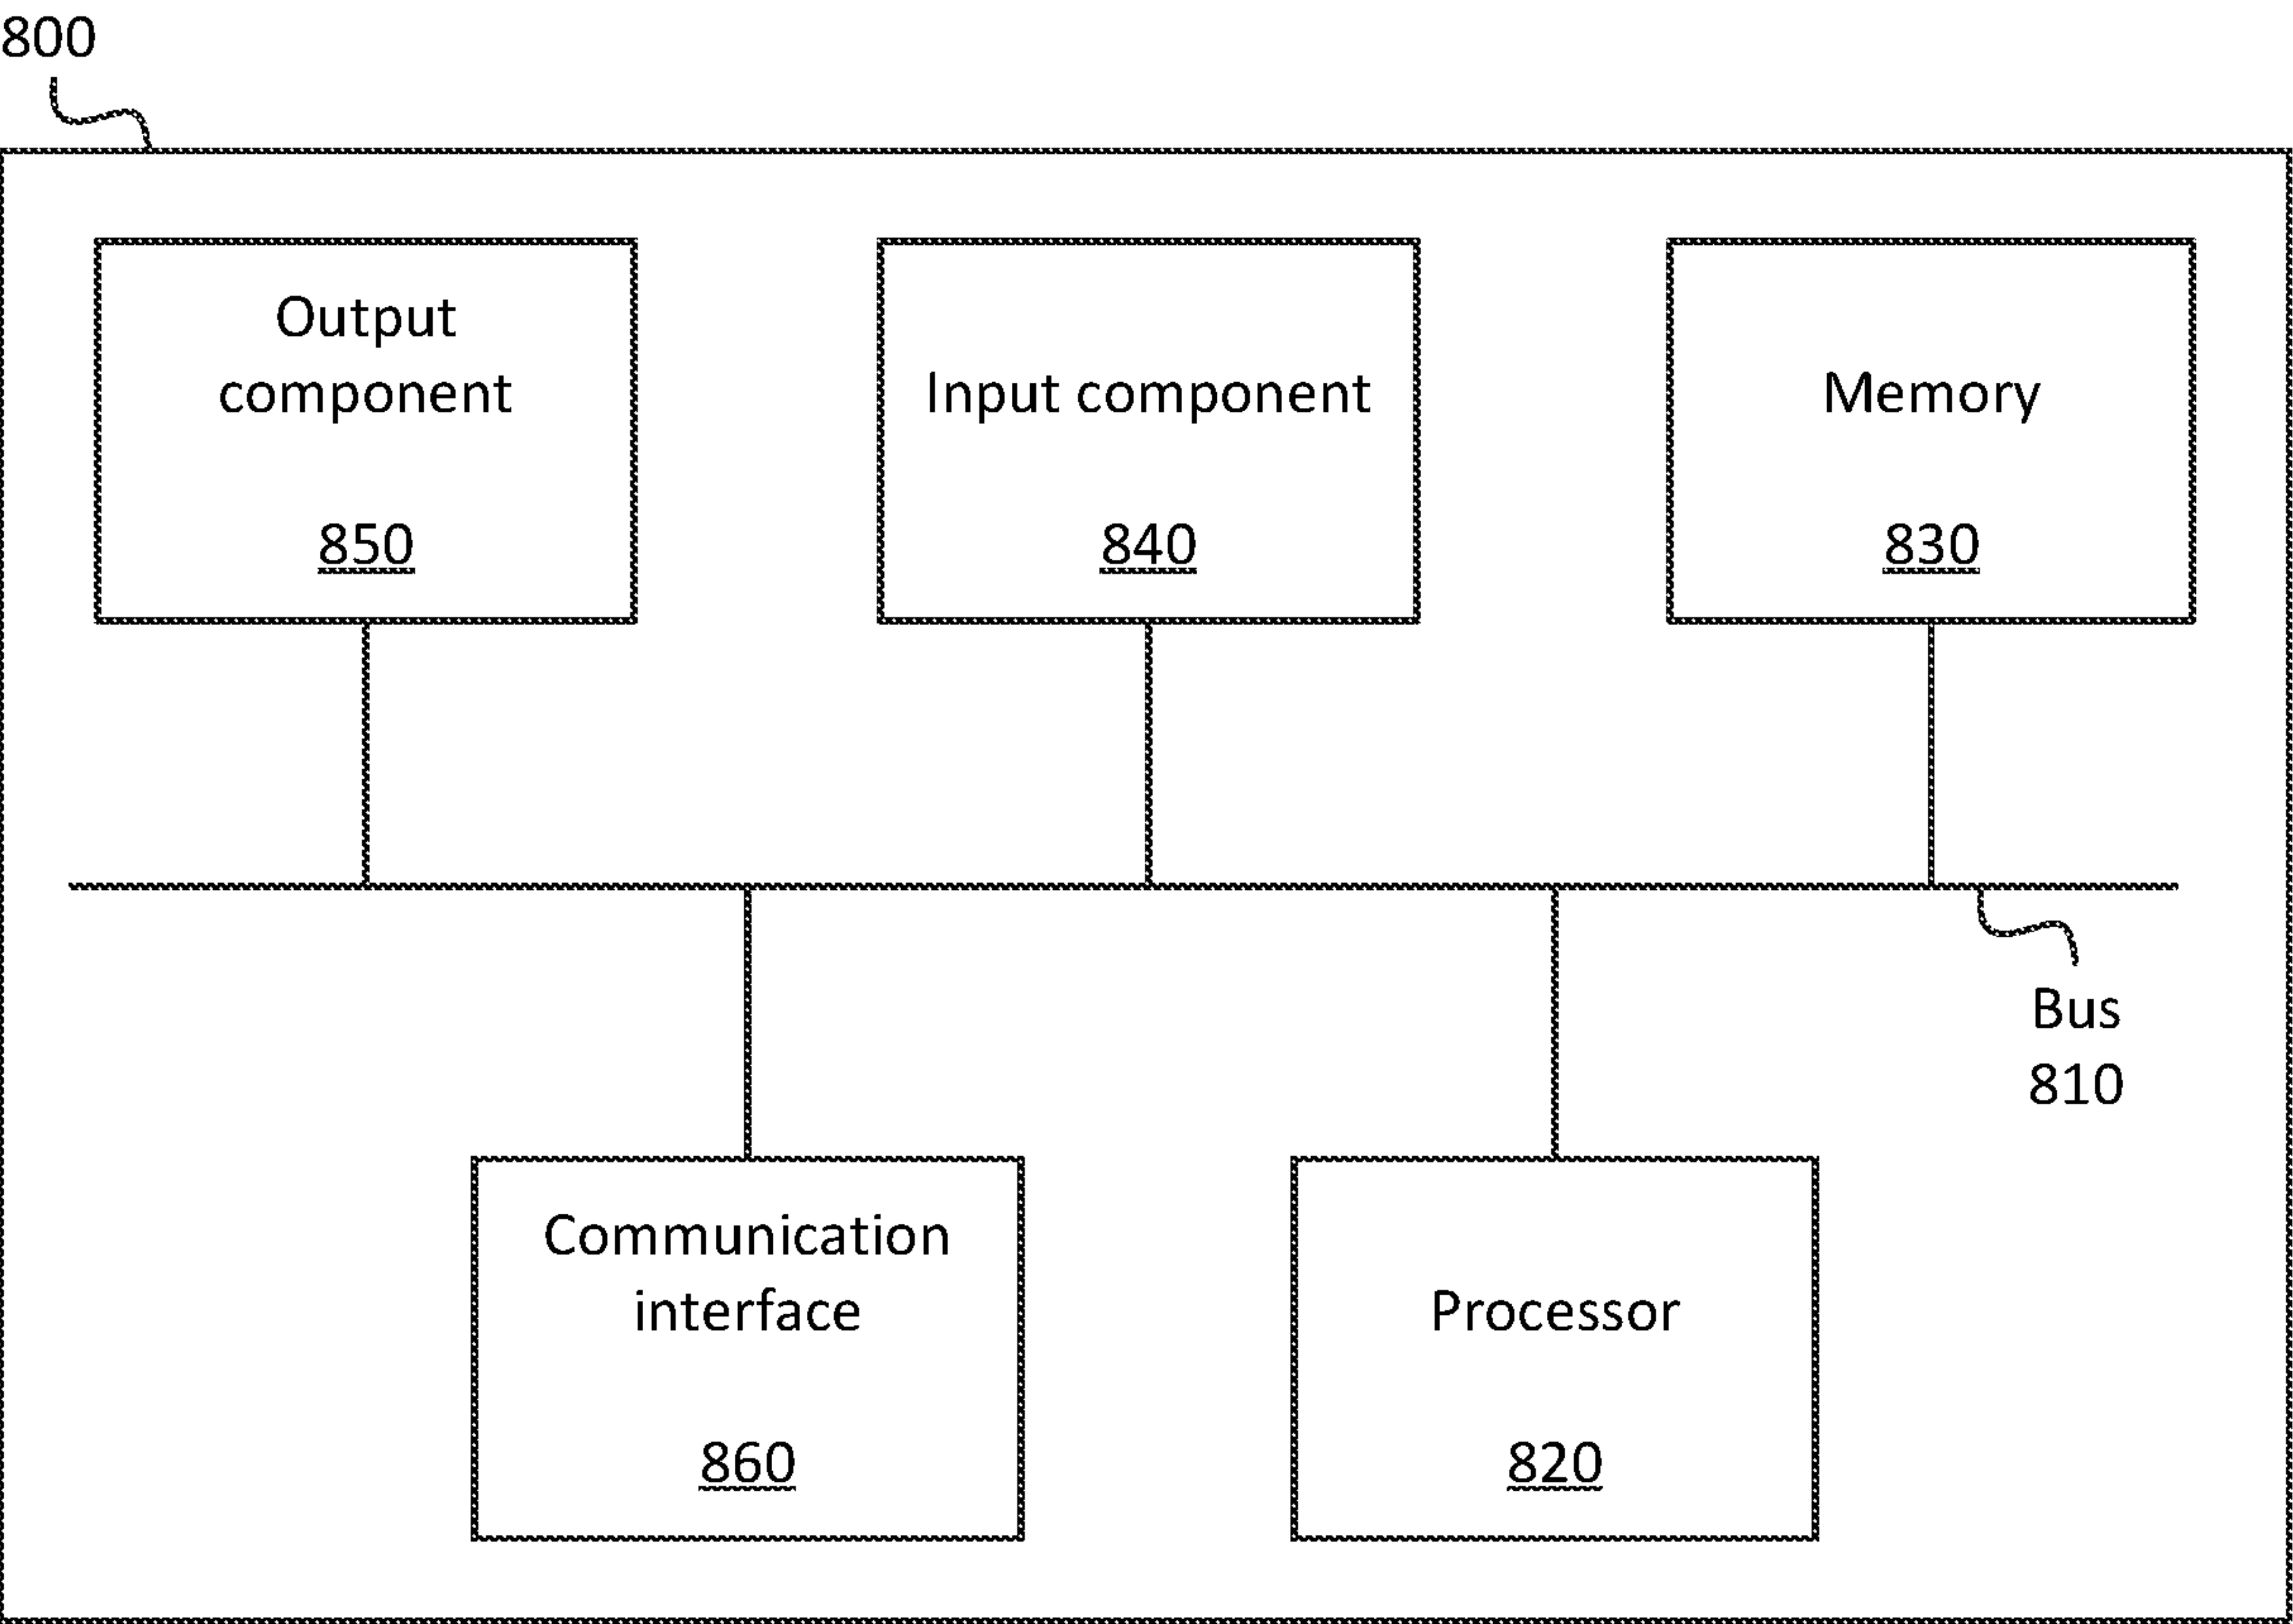 800
Output
component
850
Input component
840
Memory
830
Bus
810
Communication
interface
860
Processor
820